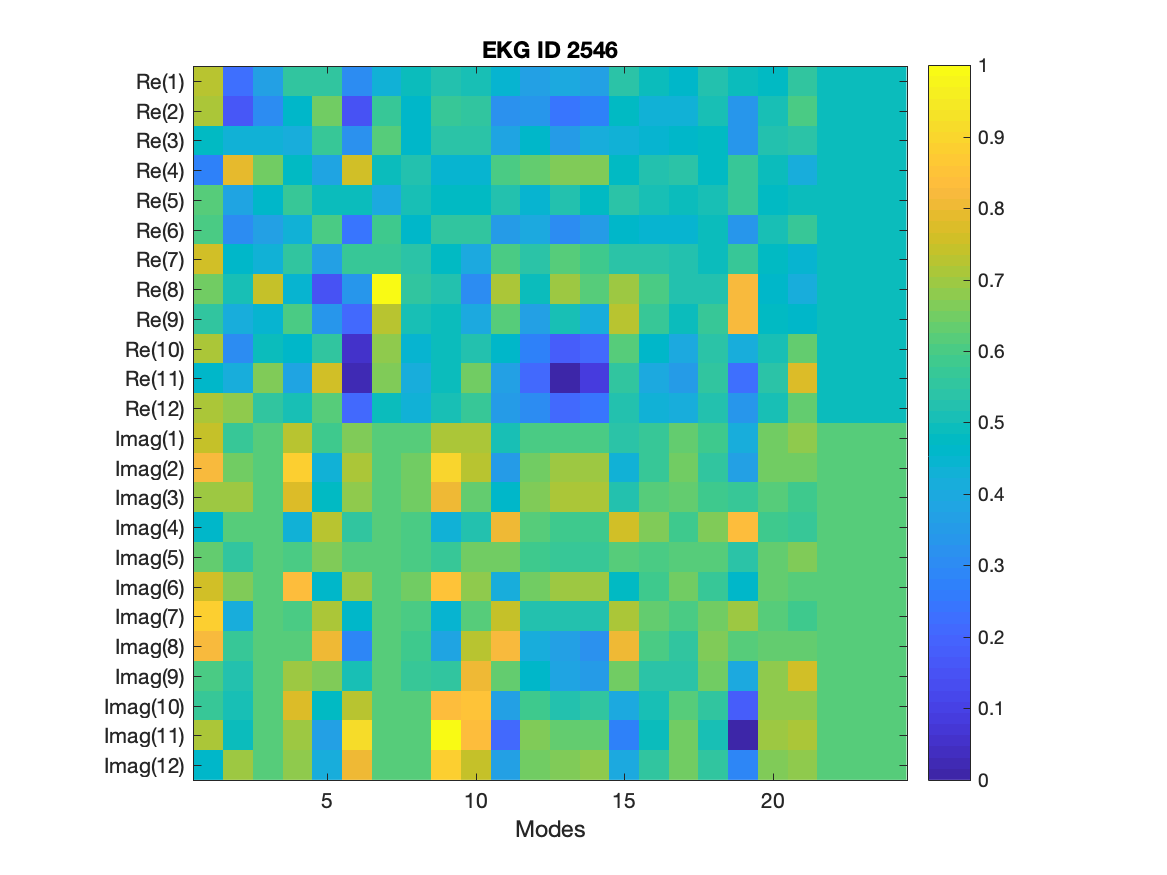 EKG ID 2546
Re(1)
Re(2)
Re(3)
Re(4)
Re(5)
Re(6)
Re(7)
Re(8)
Re(9)
Re(10)
Re(11)
Re(12)
Imag(1)
Imag(2)
Imag(3)
Imag(4)
Imag(5)
Imag(6)
Imag(7)
Imag(8)
Imag(9)
Imag(10)
Imag(11)
Imag(12)
5 10 15 20
Modes
1
0.9
0.8
0.7
0.6
0.5
0.4
0.3
0.2
0.1
0